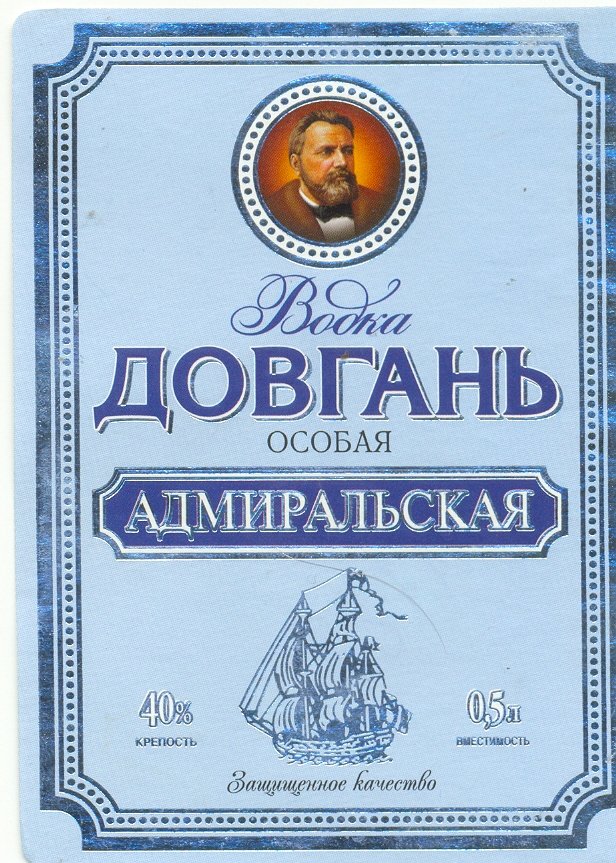 Водка
ДОВГАНЬ
ОСОБАЯ
АДМИРАЛЬСКАЯ
40%
КРЕПОСТЬ
0,5л
ВМЕСТИМОСТЬ
Защищенное качество